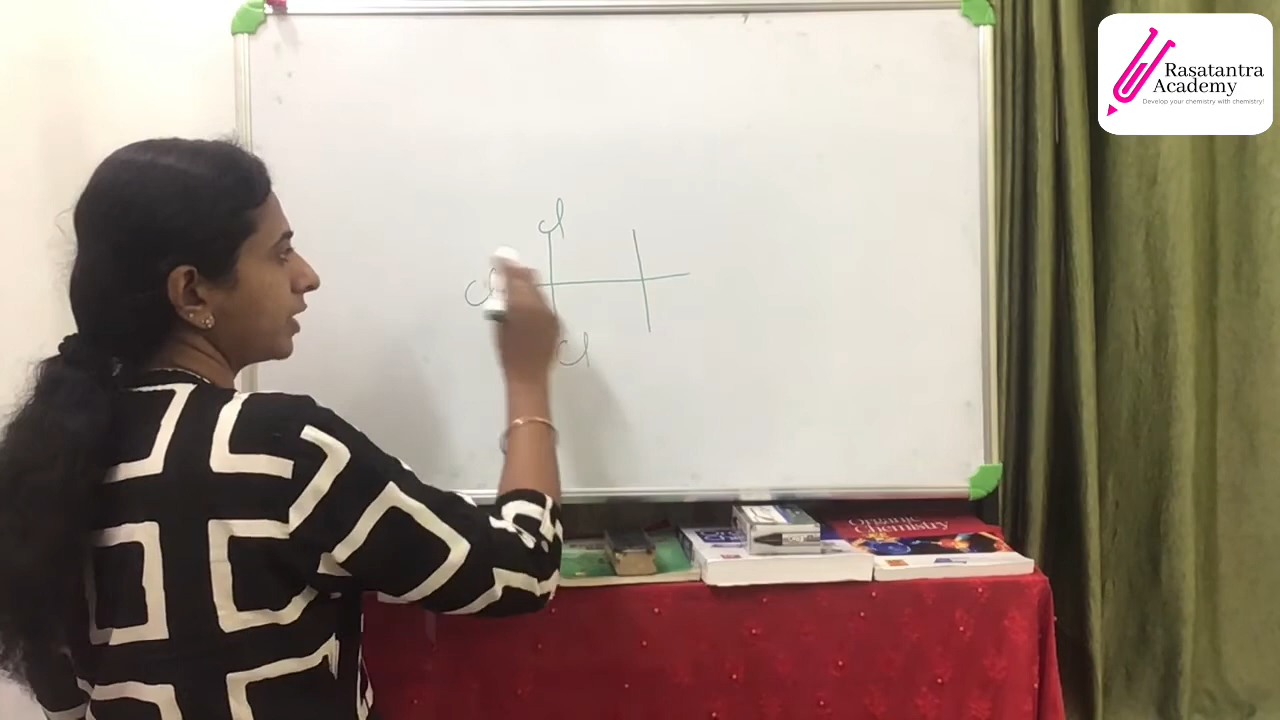 Rasatantra
Academy
Develop your chemistry with chemistry!
Cl
Cl
Organic
Chemistry